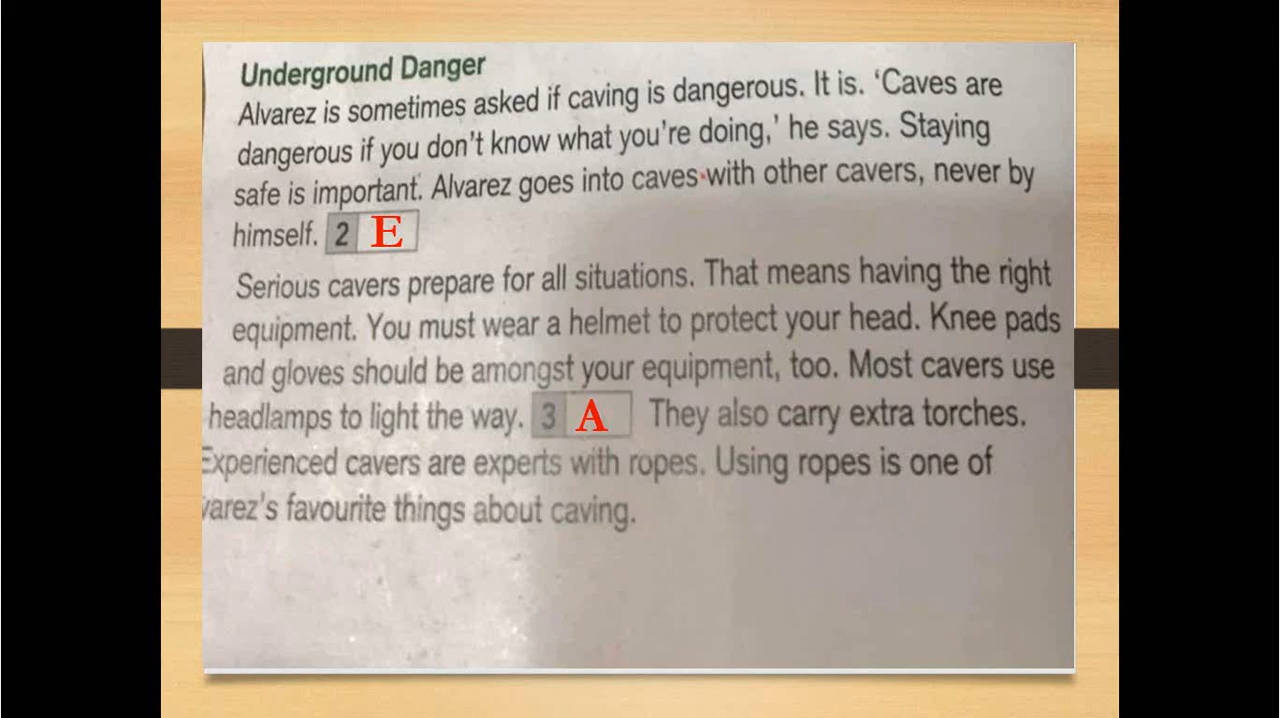 Underground Danger
Alvarez is sometimes asked if caving is dangerous. It is. ‘Caves are
dangerous if you don’t know what you’re doing,’ he says. Staying
safe is important. Alvarez goes into caves with other cavers, never by
himself. 2 E
Serious cavers prepare for all situations. That means having the right
equipment. You must wear a helmet to protect your head. Knee pads
and gloves should be amongst your equipment, too. Most cavers use
headlamps to light the way. 3 A They also carry extra torches.
Experienced cavers are experts with ropes. Using ropes is one of
varez’s favourite things about caving.